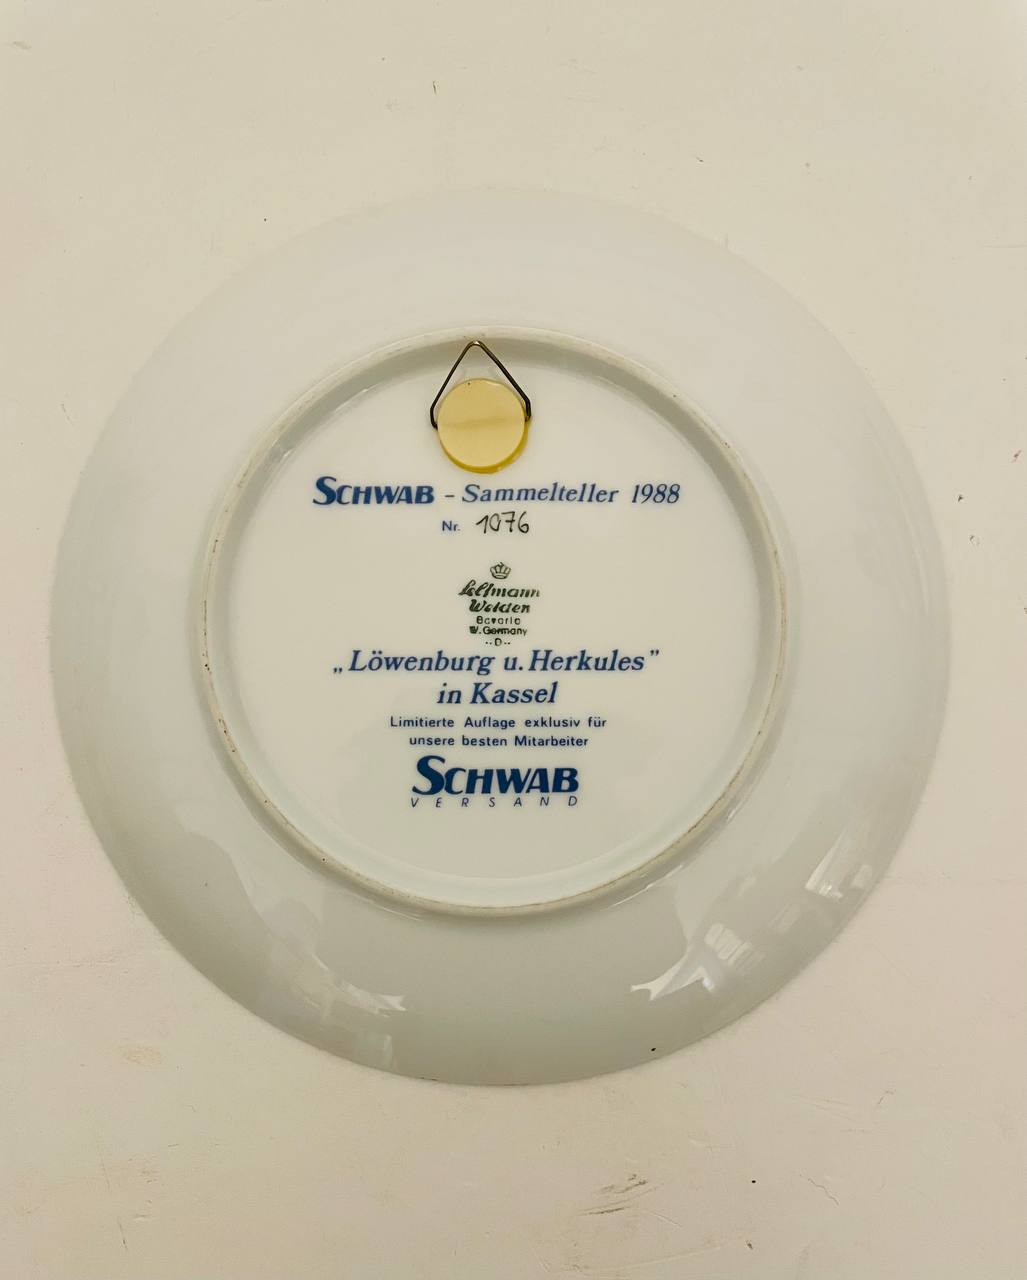 SCHWAB - Sammelteller 1988
Nr. 1076
Seltmann
Weiden
Bavaria
W. Germany
··D··
„Löwenburg u. Herkules”
in Kassel
Limitierte Auflage exklusiv für
unsere besten Mitarbeiter
SCHWAB
VERSAND